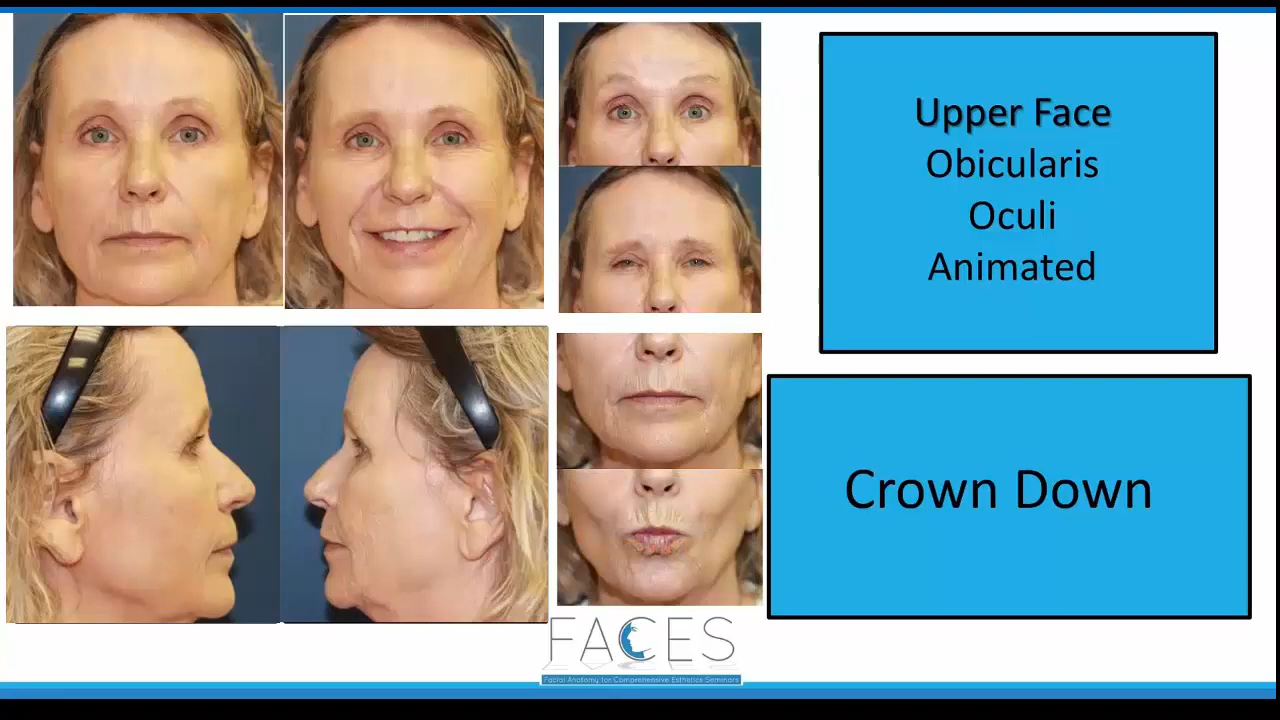 Upper Face
Obicularis
Oculi
Animated
Crown Down
FACES
Facial Anatomy for Comprehensive Esthetics Seminars